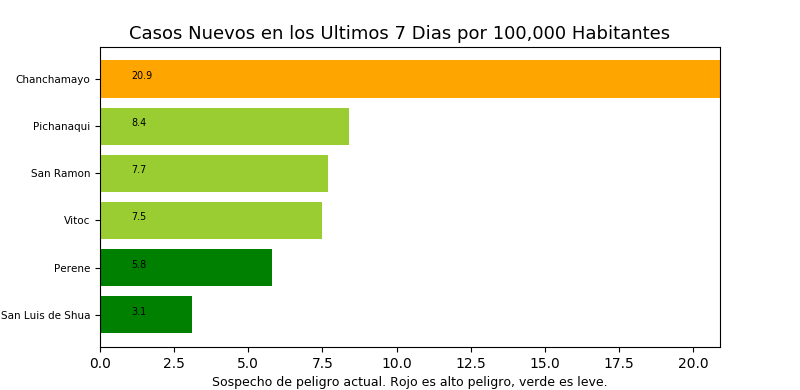 Casos Nuevos en los Ultimos 7 Dias por 100,000 Habitantes
Chanchamayo 20.9
Pichanaqui 8.4
San Ramon 7.7
Vitoc 7.5
Perene 5.8
San Luis de Shua 3.1
0.0 2.5 5.0 7.5 10.0 12.5 15.0 17.5 20.0
Sospecho de peligro actual. Rojo es alto peligro, verde es leve.